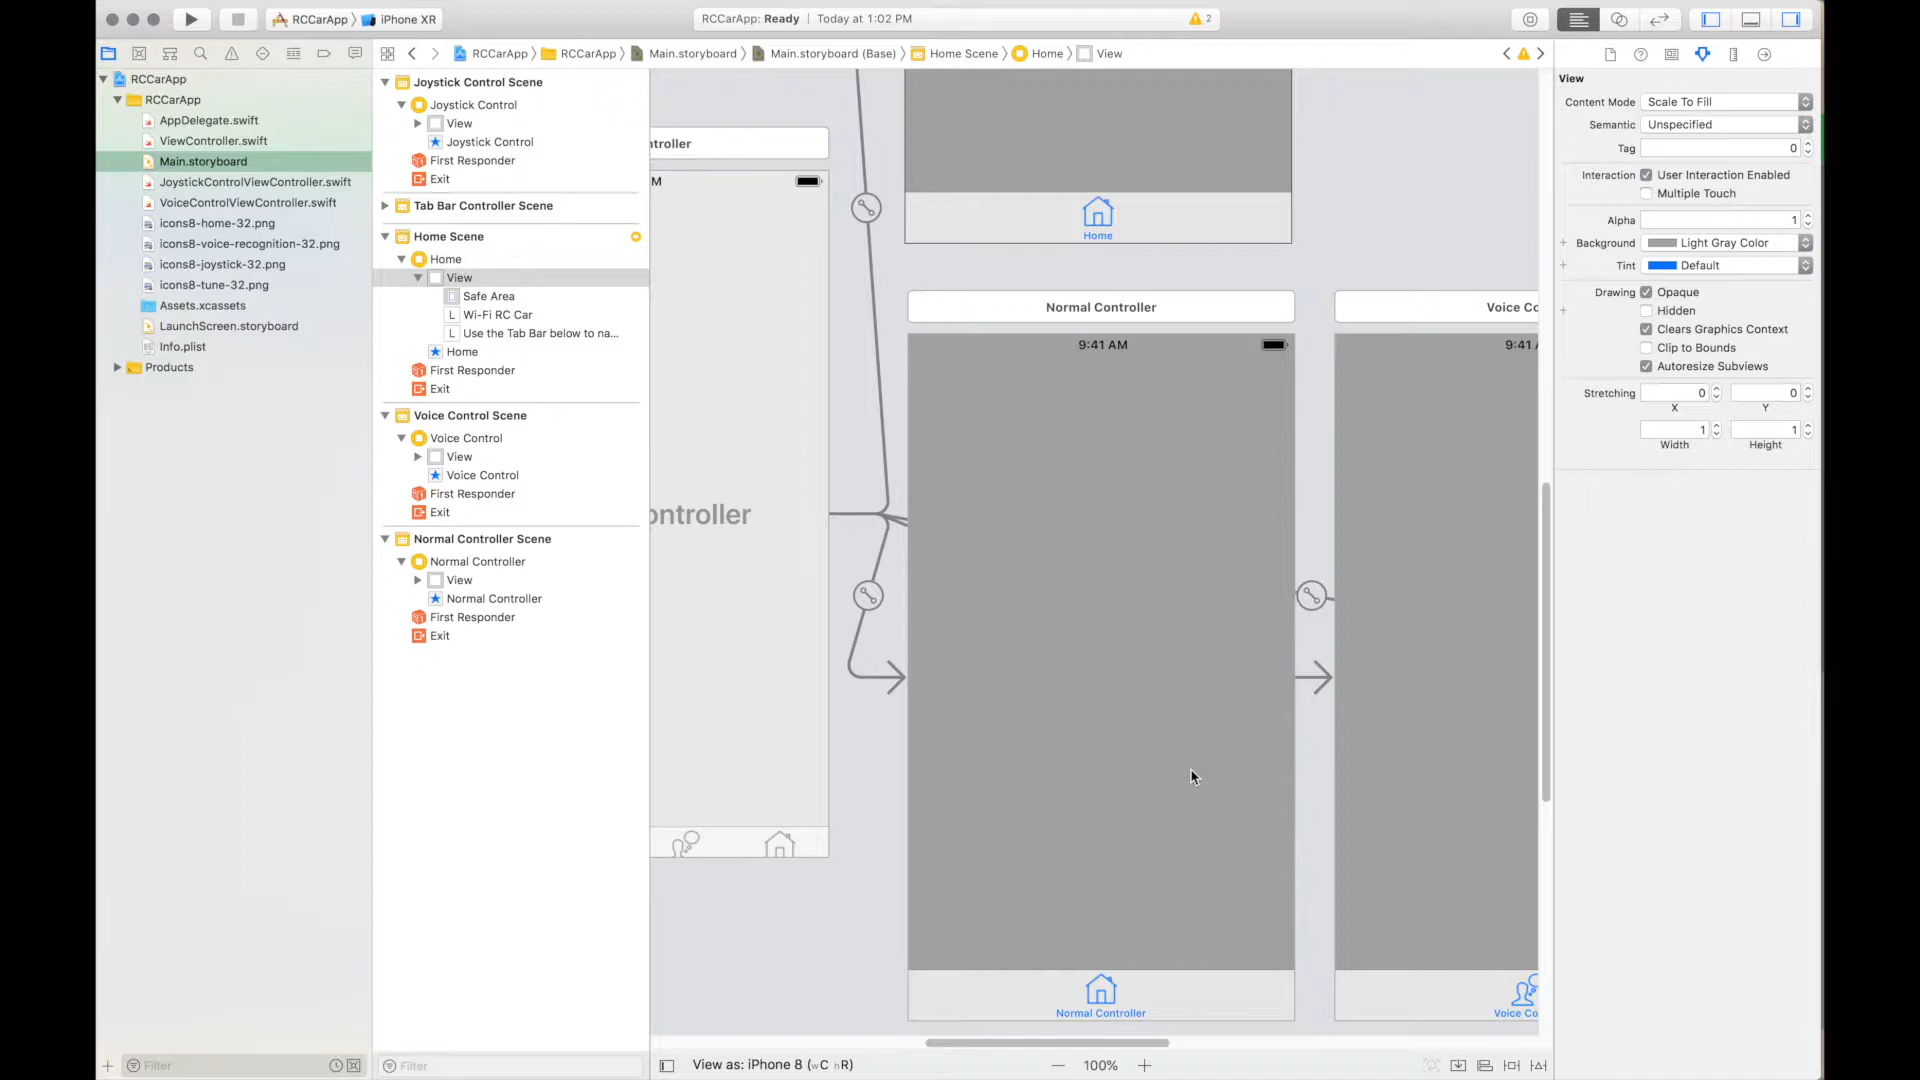 RCCarApp
iPhone XR
RCCarApp: Ready
Today at 1:02 PM
2
RCCarApp
RCCarApp
Main.storyboard
Main.storyboard (Base)
Home Scene
Home
View
RCCarApp
RCCarApp
AppDelegate.swift
ViewController.swift
Main.storyboard
JoystickControlViewController.swift
VoiceControlViewController.swift
icons8-home-32.png
icons8-voice-recognition-32.png
icons8-joystick-32.png
icons8-tune-32.png
Assets.xcassets
LaunchScreen.storyboard
Info.plist
Products
Filter
Joystick Control Scene
Joystick Control
View
Joystick Control
First Responder
Exit
Tab Bar Controller Scene
Home Scene
Home
View
Safe Area
L Wi-Fi RC Car
L Use the Tab Bar below to na...
Home
First Responder
Exit
Voice Control Scene
Voice Control
View
Voice Control
First Responder
Exit
Normal Controller Scene
Normal Controller
View
Normal Controller
First Responder
Exit
Filter
ntroller
M
ontroller
Home
Normal Controller
9:41 AM
Normal Controller
Voice Co
9:41
Voice Co
View as: iPhone 8 (wC hR)
100%
View
Content Mode Scale To Fill
Semantic Unspecified
Tag 0
Interaction User Interaction Enabled
Multiple Touch
Alpha 1
Background Light Gray Color
Tint Default
Drawing Opaque
Hidden
Clears Graphics Context
Clip to Bounds
Autoresize Subviews
Stretching 0 0
X Y
1 1
Width Height